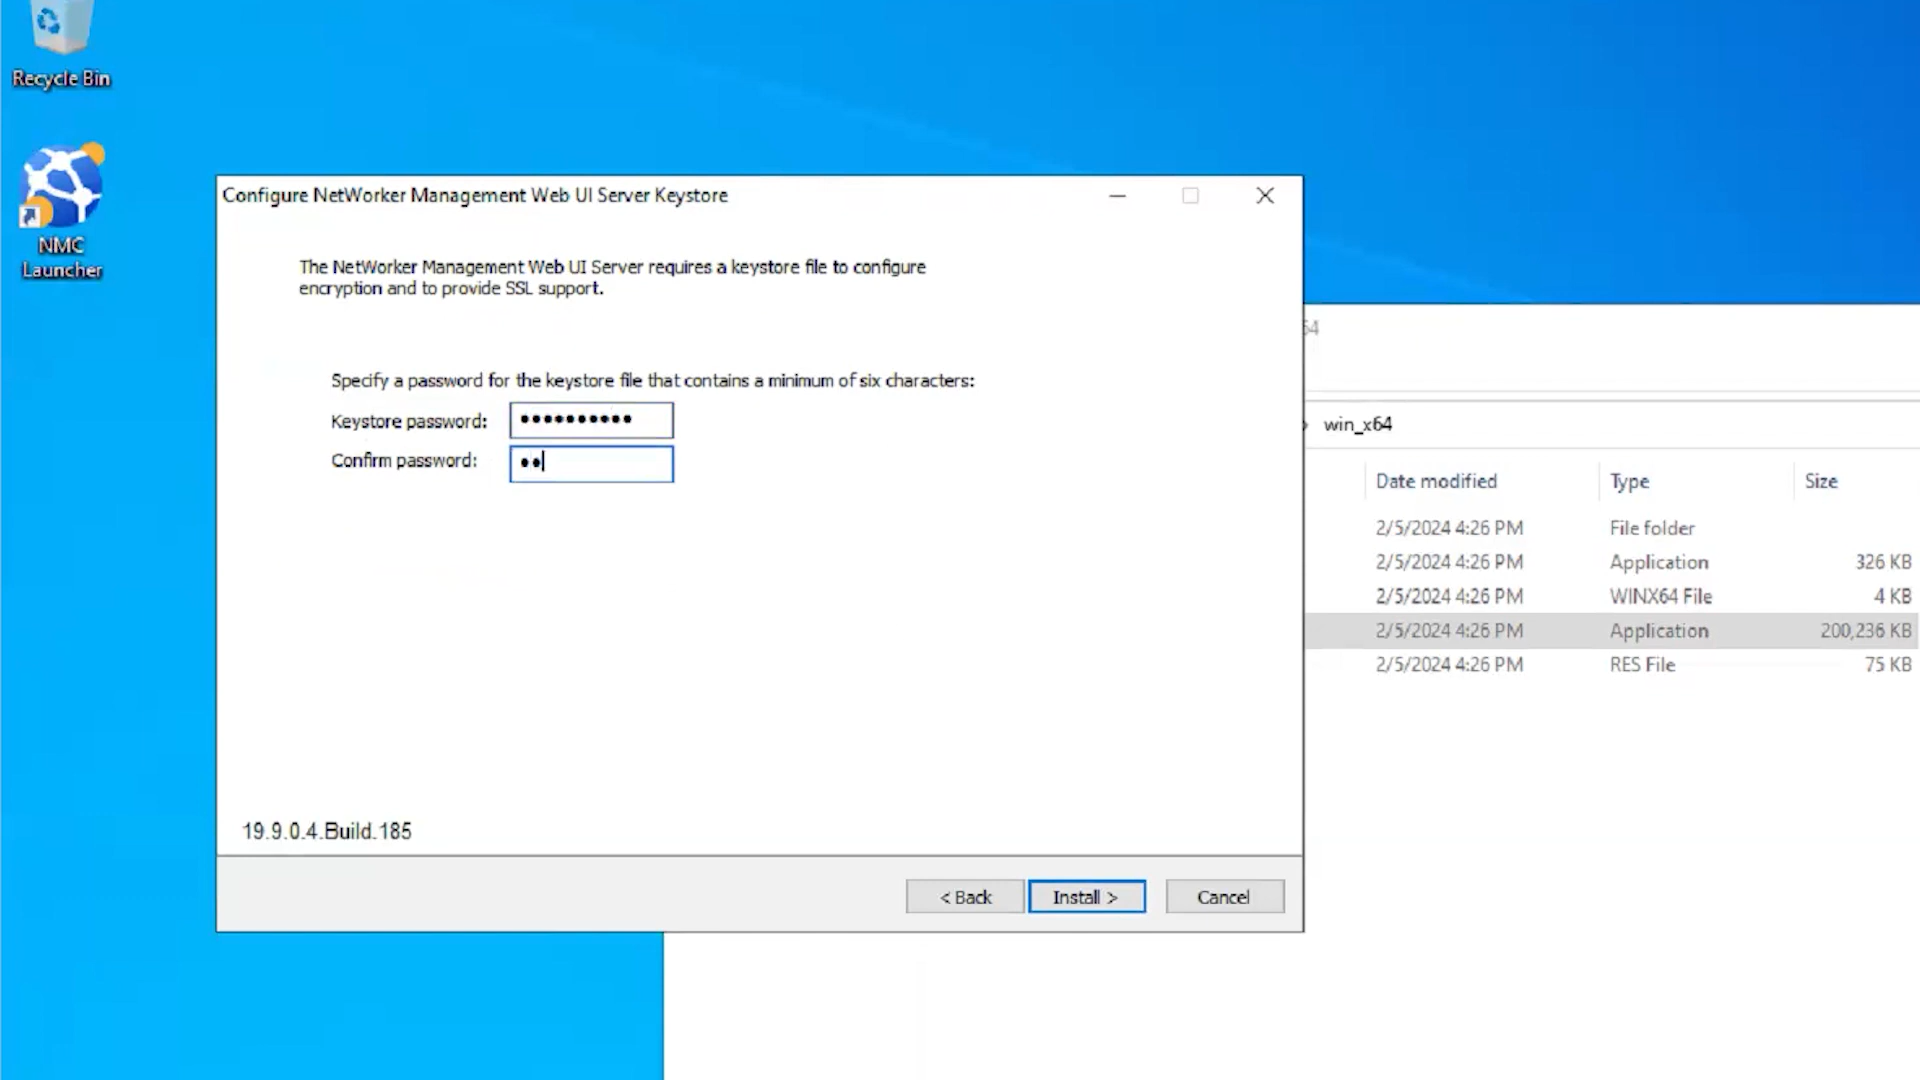 Recycle Bin
NMC
Launcher
Configure NetWorker Management Web UI Server Keystore
The NetWorker Management Web UI Server requires a keystore file to configure
encryption and to provide SSL support.
Specify a password for the keystore file that contains a minimum of six characters:
Keystore password: ••••••••••
Confirm password: ••
19.9.0.4.Build.185
< Back
Install >
Cancel
64
win_x64
Date modified Type Size
2/5/2024 4:26 PM File folder
2/5/2024 4:26 PM Application 326 KB
2/5/2024 4:26 PM WINX64 File 4 KB
2/5/2024 4:26 PM Application 200,236 KB
2/5/2024 4:26 PM RES File 75 KB